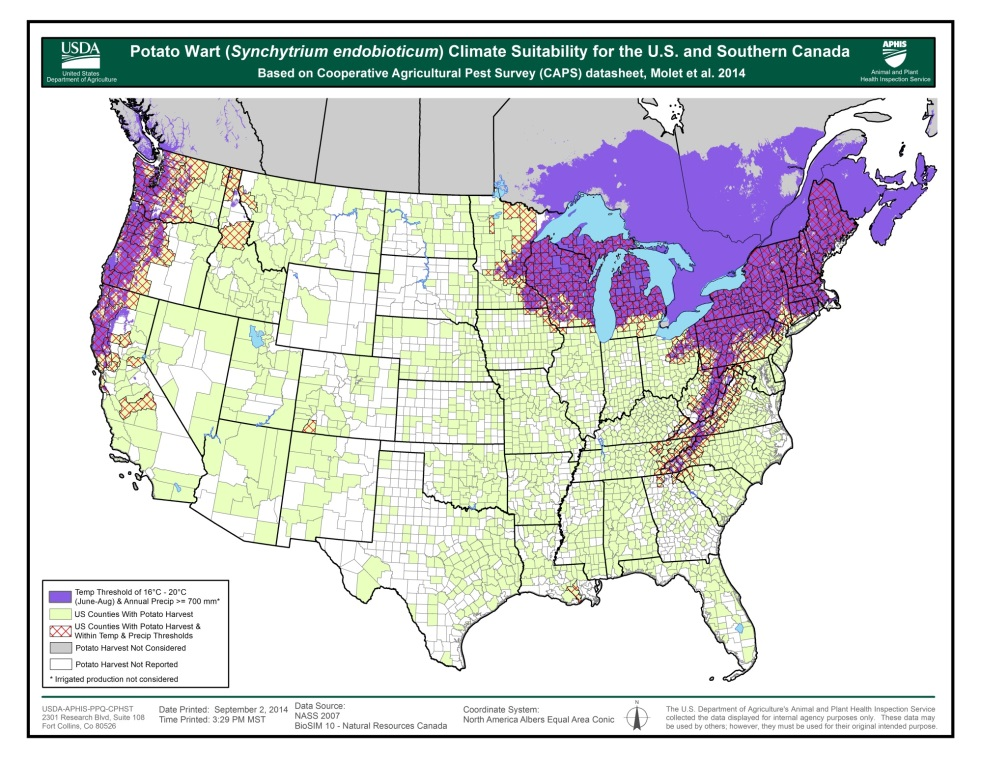 USDA
United States
Department of Agriculture
Potato Wart (Synchytrium endobioticum) Climate Suitability for the U.S. and Southern Canada
Based on Cooperative Agricultural Pest Survey (CAPS) datasheet, Molet et al. 2014
APHIS
Animal and Plant
Health Inspection Service
Temp Threshold of 16°C - 20°C
(June-Aug) & Annual Precip >= 700 mm*
US Counties With Potato Harvest
US Counties With Potato Harvest &
Within Temp & Precip Thresholds
Potato Harvest Not Considered
Potato Harvest Not Reported
* Irrigated production not considered
USDA-APHIS-PPQ-CPHST
2301 Research Blvd, Suite 108
Fort Collins, Co 80526
Date Printed: September 2, 2014
Time Printed: 3:29 PM MST
Data Source:
NASS 2007
BioSIM 10 - Natural Resources Canada
Coordinate System:
North America Albers Equal Area Conic
N
The U.S. Department of Agriculture's Animal and Plant Health Inspection Service
collected the data displayed for internal agency purposes only. These data may
be used by others; however, they must be used for their original intended purpose.